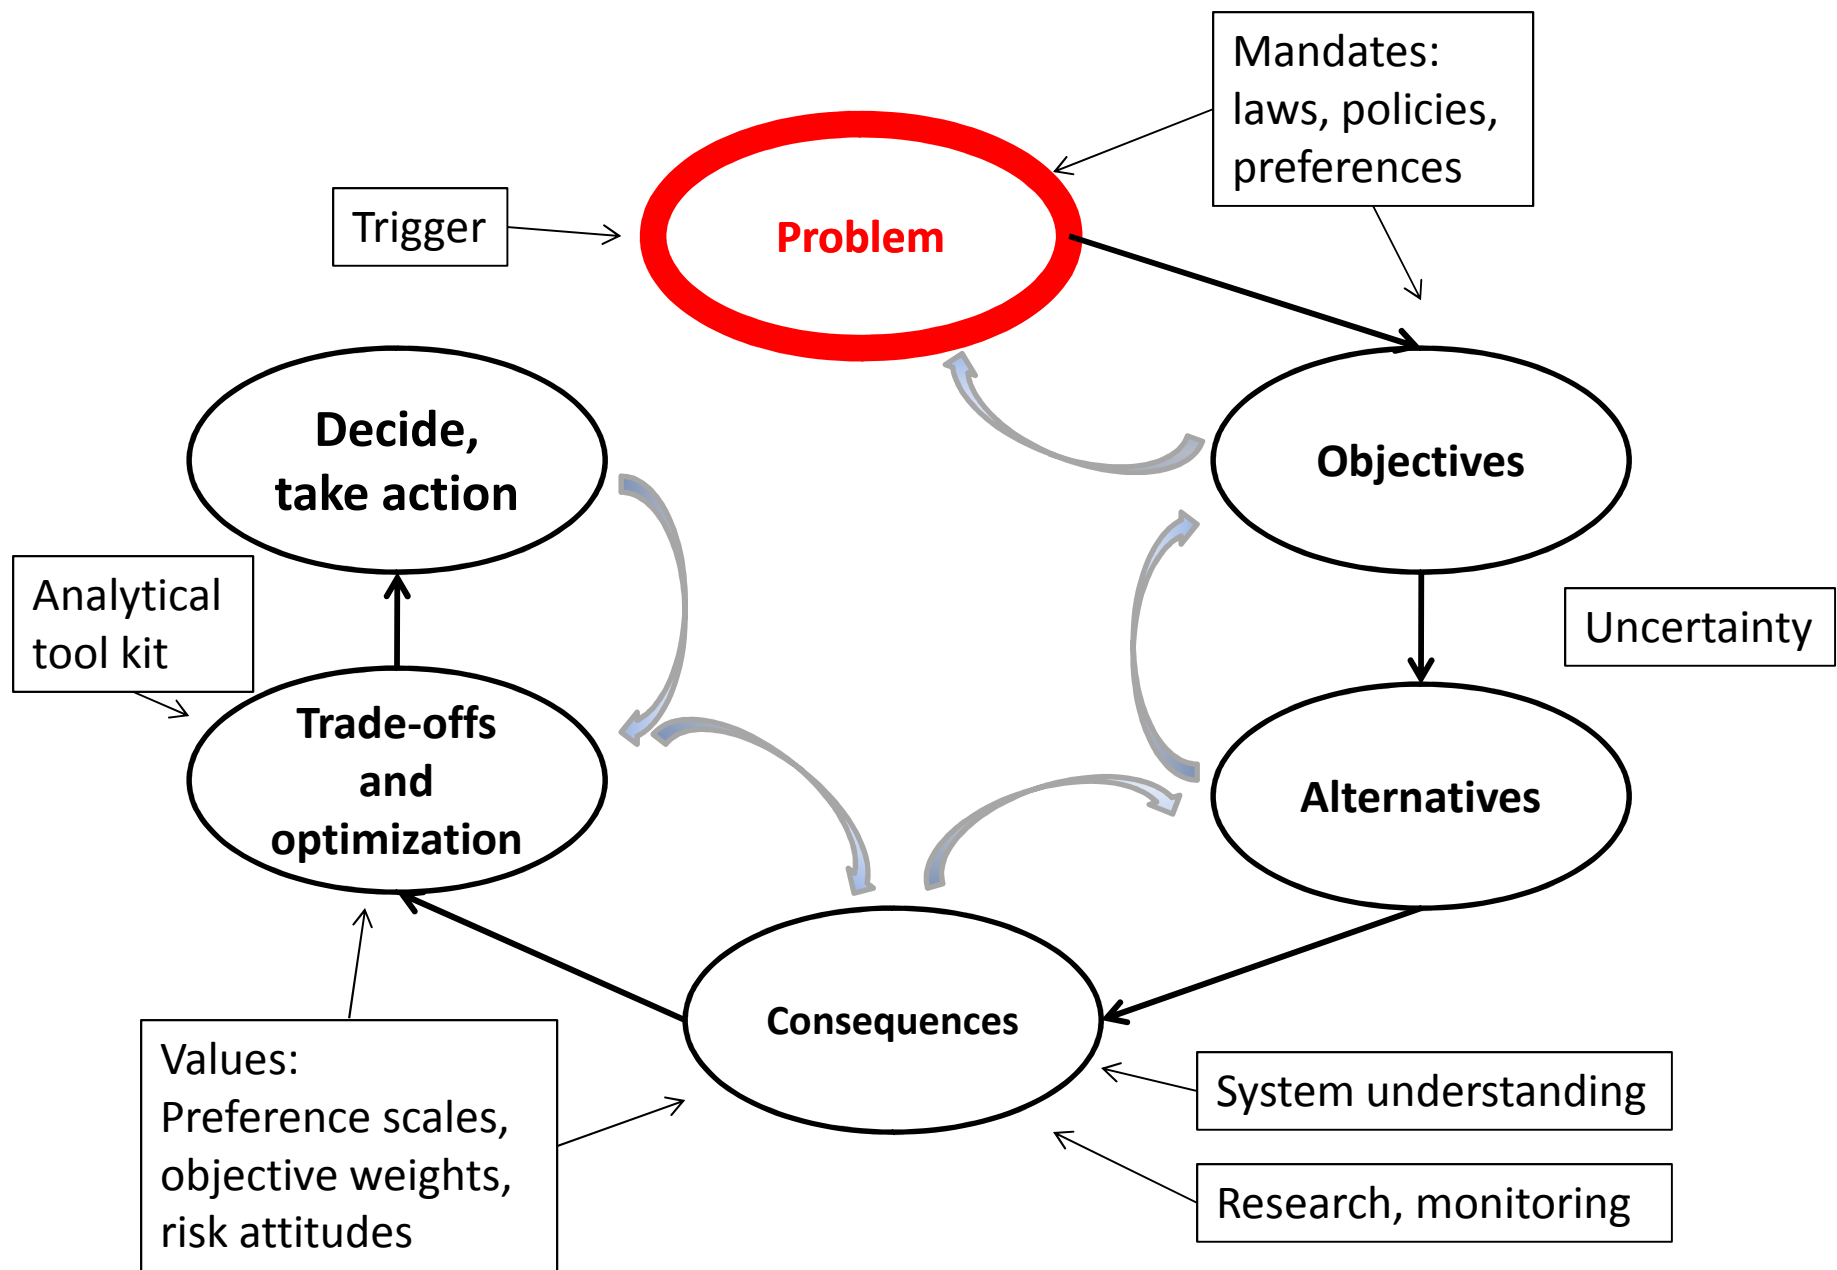 Mandates:
laws, policies,
preferences
Trigger
Problem
Decide,
take action
Objectives
Analytical
tool kit
Uncertainty
Trade-offs
and
optimization
Alternatives
Consequences
Values:
Preference scales,
objective weights,
risk attitudes
System understanding
Research, monitoring